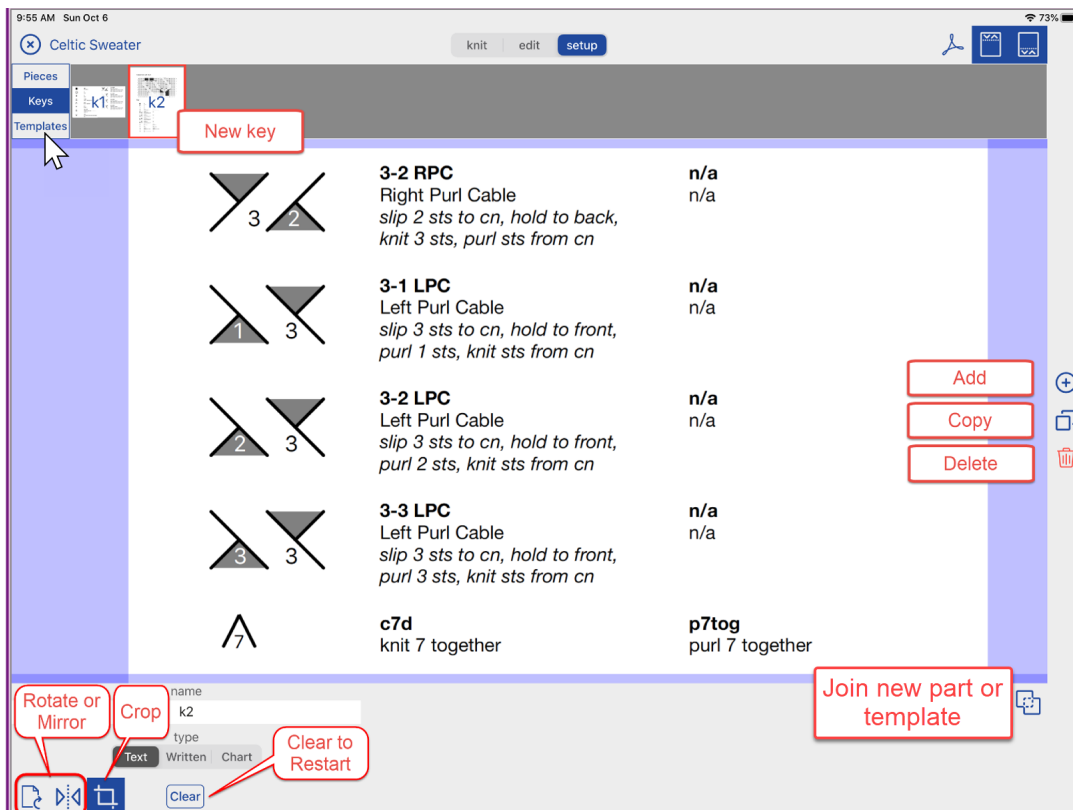 9:55 AM Sun Oct 6
73%
Celtic Sweater
knit edit setup
Pieces
Keys
Templates
k1
k2
New key
3-2 RPC n/a
Right Purl Cable n/a
slip 2 sts to cn, hold to back,
knit 3 sts, purl sts from cn
3 2
3-1 LPC n/a
Left Purl Cable n/a
slip 3 sts to cn, hold to front,
purl 1 sts, knit sts from cn
1 3
3-2 LPC n/a
Left Purl Cable n/a
slip 3 sts to cn, hold to front,
purl 2 sts, knit sts from cn
2 3
3-3 LPC n/a
Left Purl Cable n/a
slip 3 sts to cn, hold to front,
purl 3 sts, knit sts from cn
3 3
c7d p7tog
knit 7 together purl 7 together
7
Add
Copy
Delete
Join new part or
template
Rotate or
Mirror
Crop
name
k2
type
Text Written Chart
Clear to
Restart
Clear